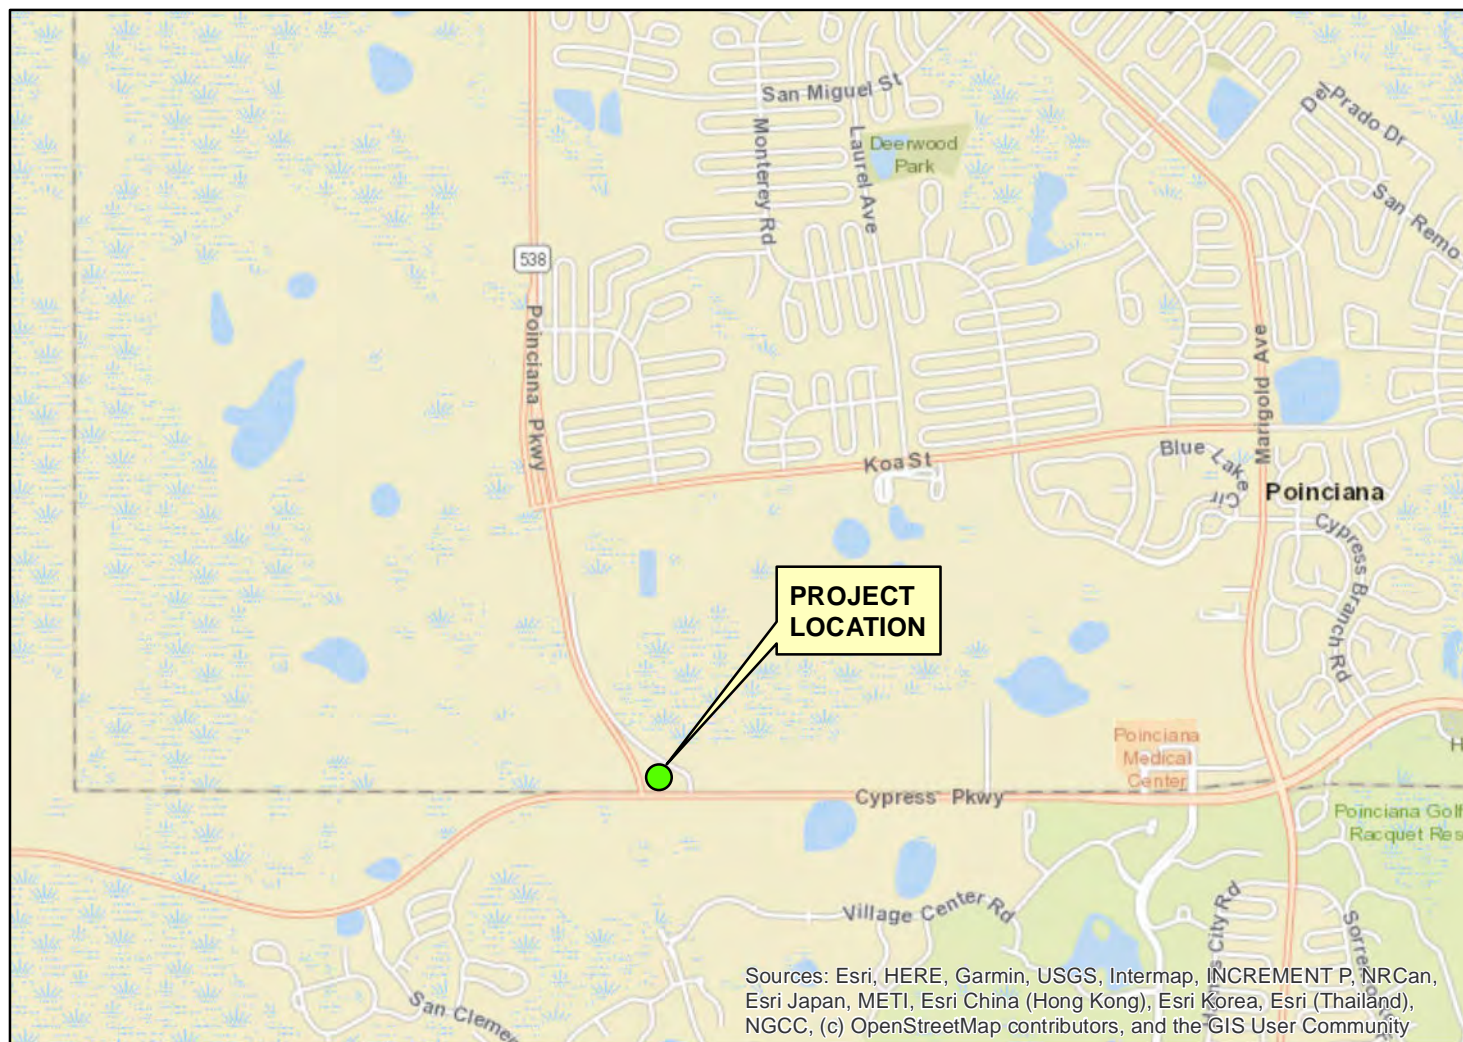 San Miguel St
Del Prado Dr
Monterey Rd
Laurel Ave
Deerwood
Park
San Remo
538
Poinciana Pkwy
Marigold Ave
Koa St
Blue Lake Cir
Poinciana
Cypress Branch Rd
PROJECT
LOCATION
Poinciana
Medical
Center
H
Cypress Pkwy
Poinciana Golf
Racquet Res
Village Center Rd
City Rd
San Cleme
Sources: Esri, HERE, Garmin, USGS, Intermap, INCREMENT P, NRCan,
Esri Japan, METI, Esri China (Hong Kong), Esri Korea, Esri (Thailand),
NGCC, (c) OpenStreetMap contributors, and the GIS User Community